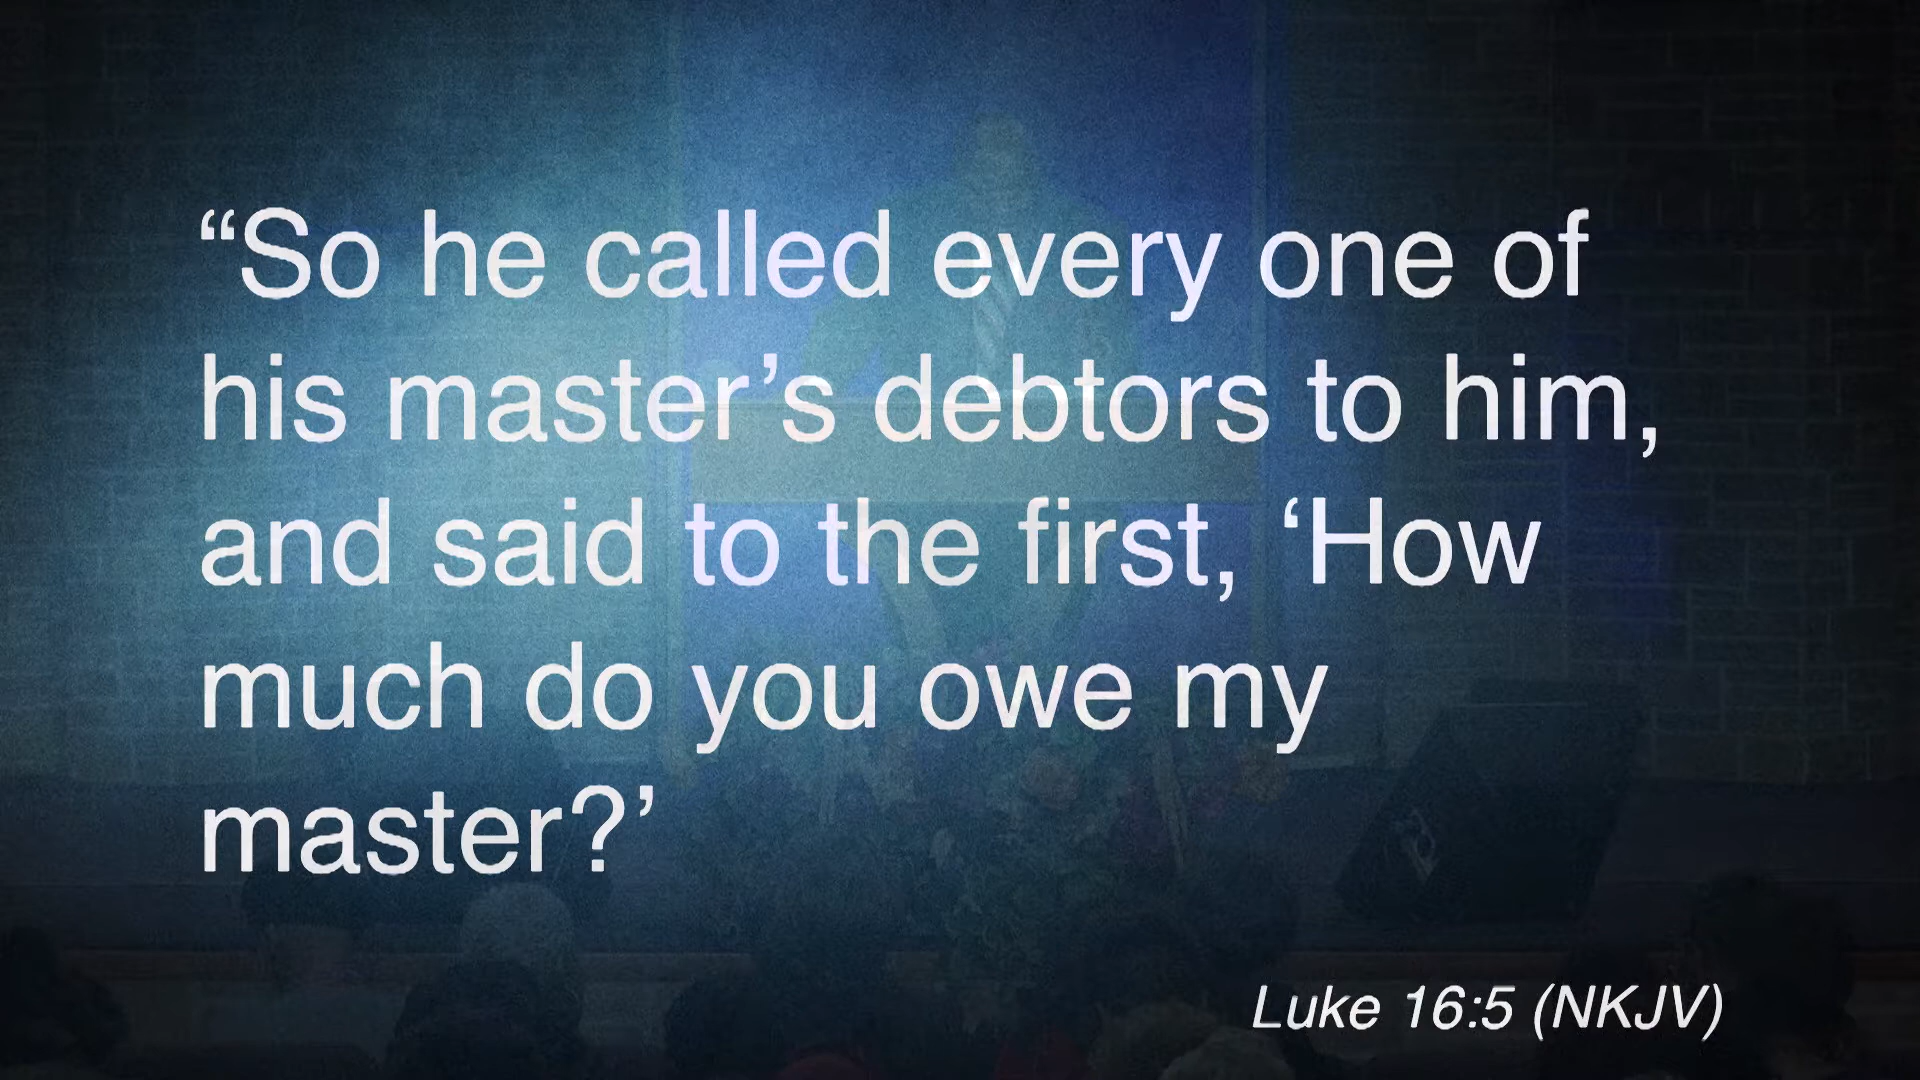 “So he called every one of
his master’s debtors to him,
and said to the first, ‘How
much do you owe my
master?’
Luke 16:5 (NKJV)